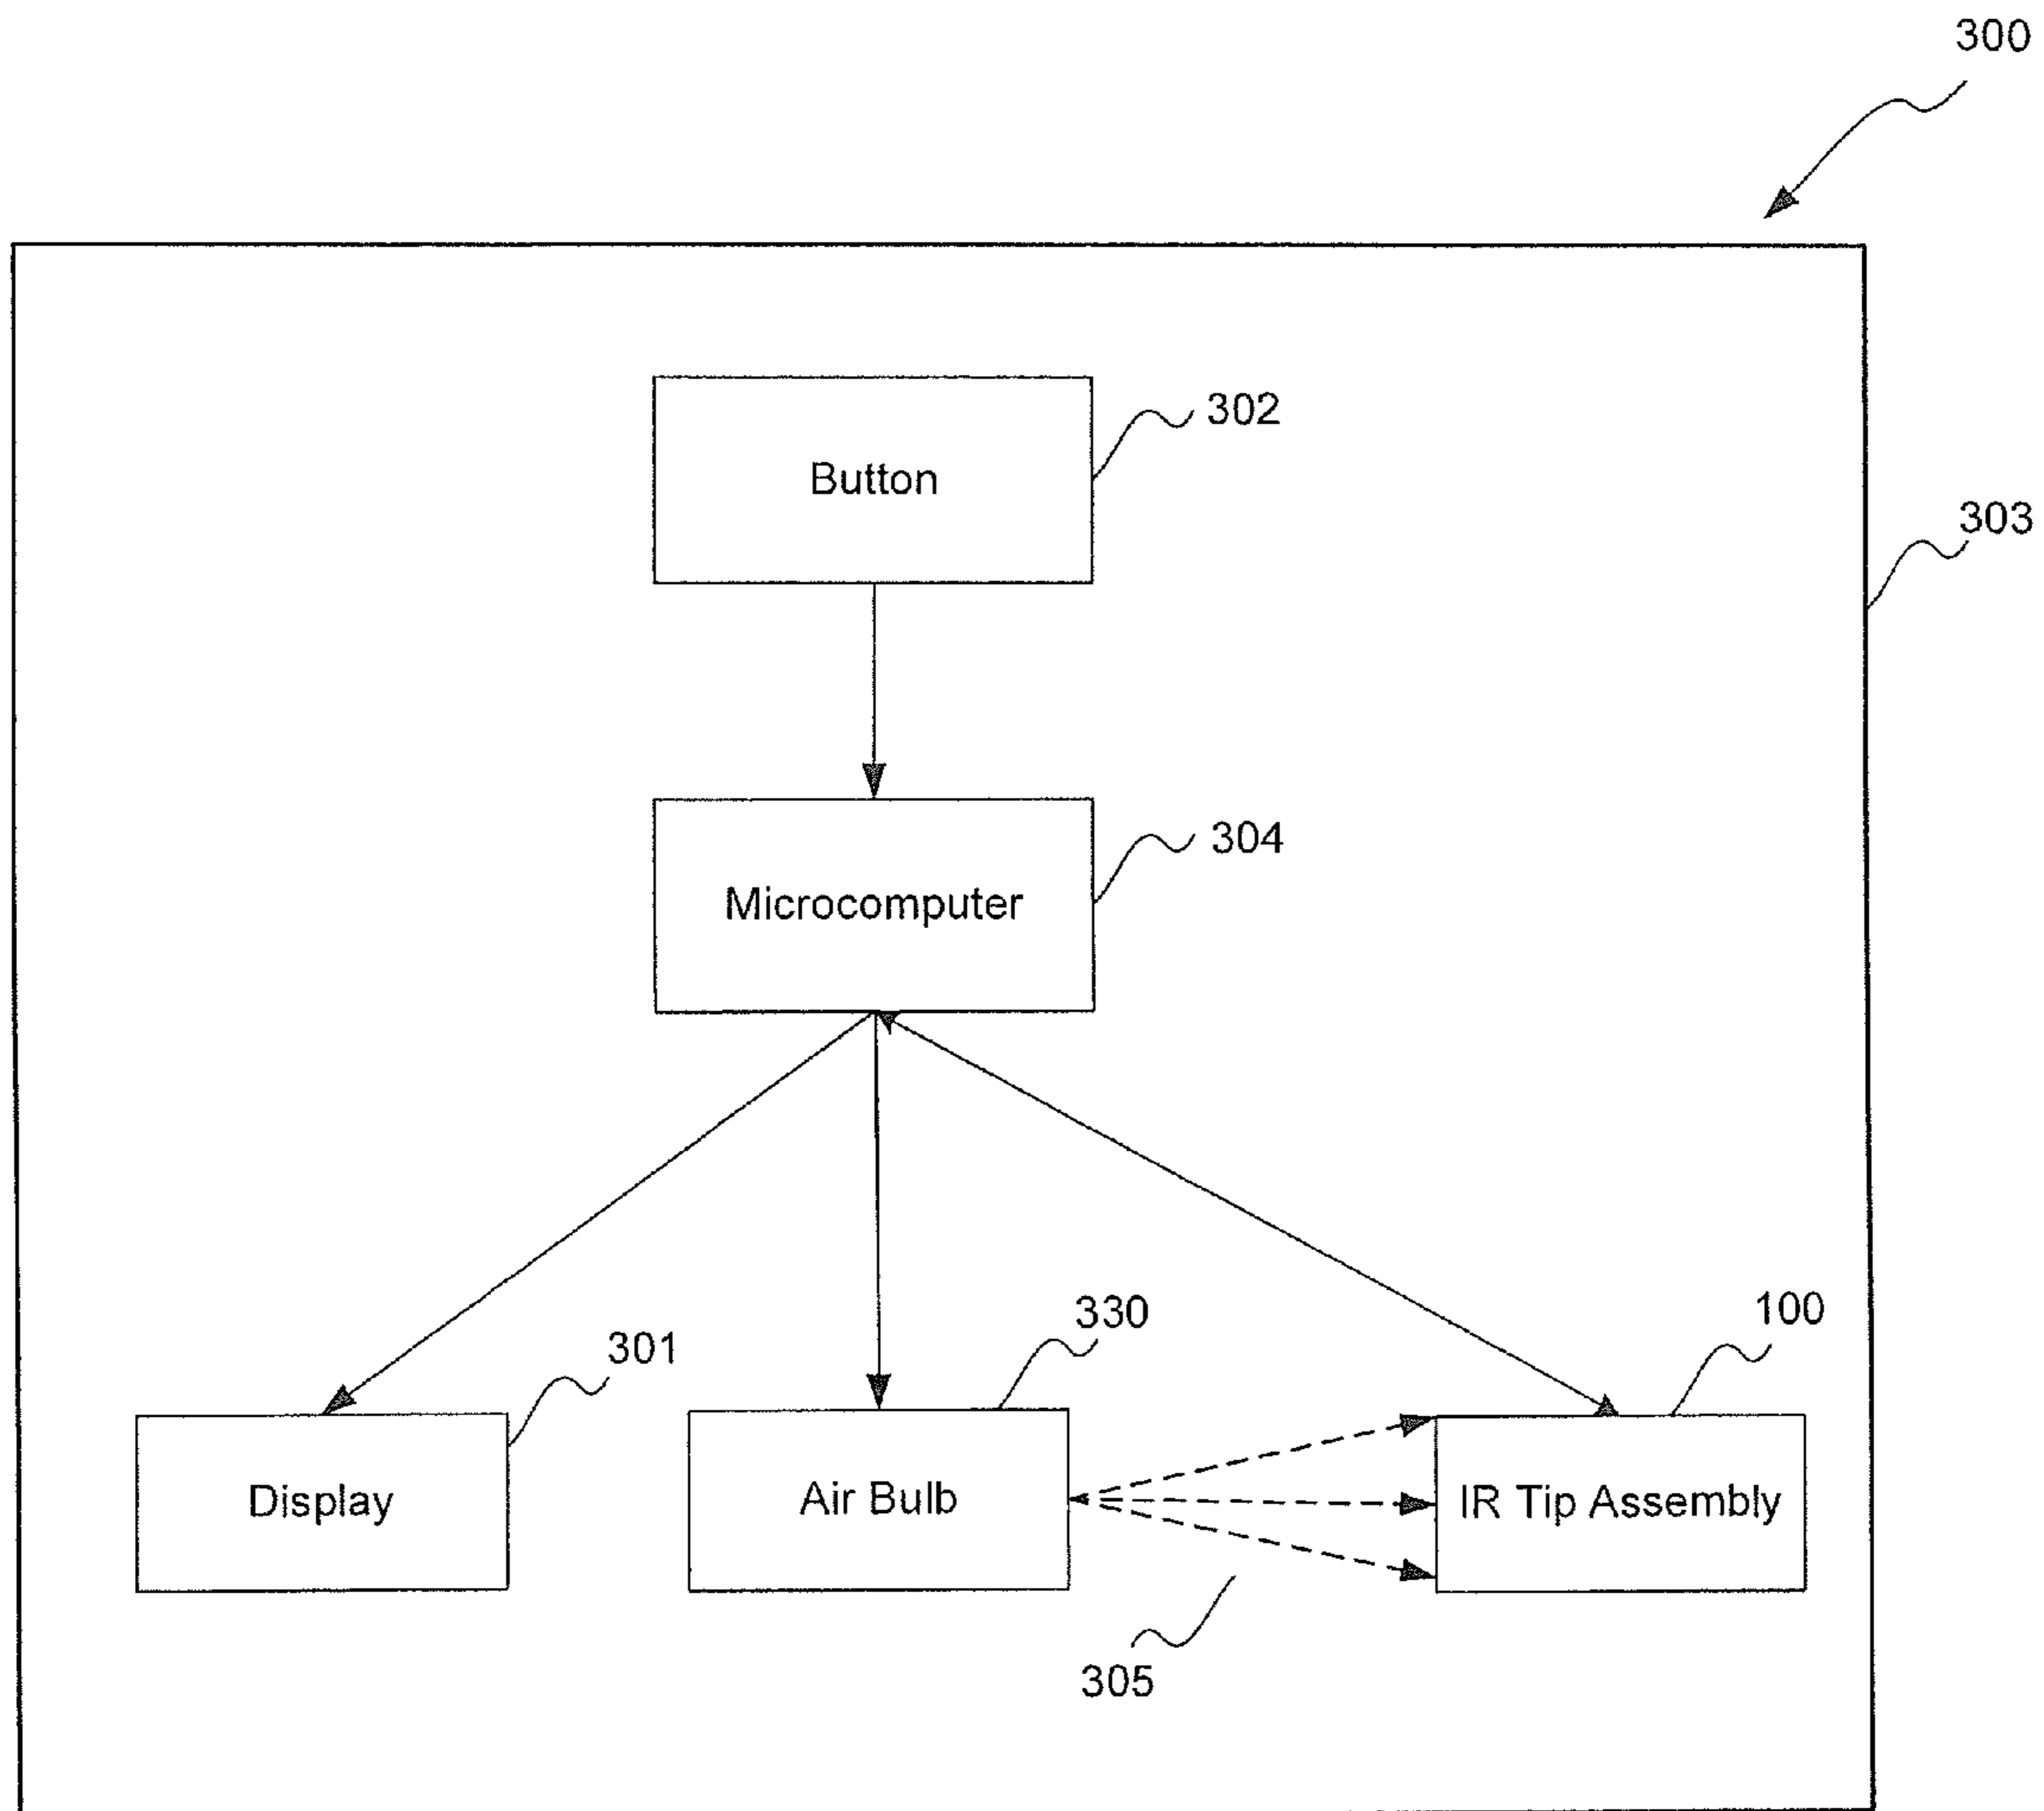 300
302
Button
303
304
Microcomputer
330
100
301
Display
Air Bulb
IR Tip Assembly
305